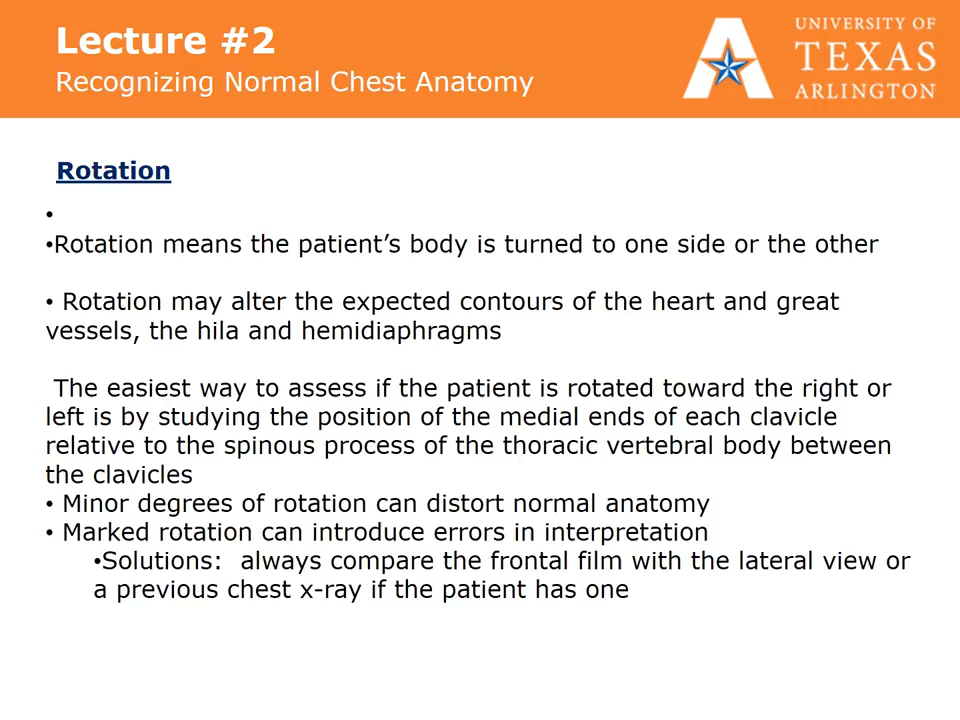 Lecture #2
Recognizing Normal Chest Anatomy
UNIVERSITY OF
TEXAS
ARLINGTON
Rotation
•
•Rotation means the patient’s body is turned to one side or the other
• Rotation may alter the expected contours of the heart and great
vessels, the hila and hemidiaphragms
The easiest way to assess if the patient is rotated toward the right or
left is by studying the position of the medial ends of each clavicle
relative to the spinous process of the thoracic vertebral body between
the clavicles
• Minor degrees of rotation can distort normal anatomy
• Marked rotation can introduce errors in interpretation
•Solutions:  always compare the frontal film with the lateral view or
a previous chest x-ray if the patient has one